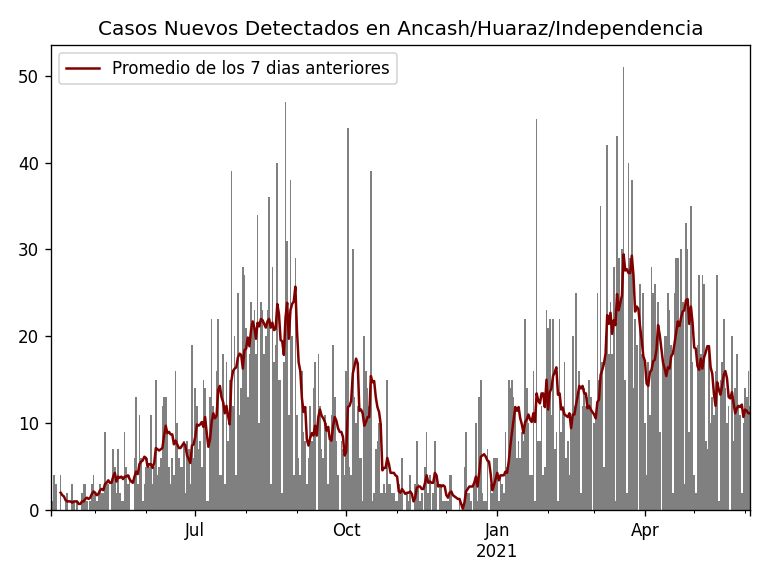 Casos Nuevos Detectados en Ancash/Huaraz/Independencia
Promedio de los 7 dias anteriores
50
40
30
20
10
0
Jul
Oct
Jan
Apr
2021